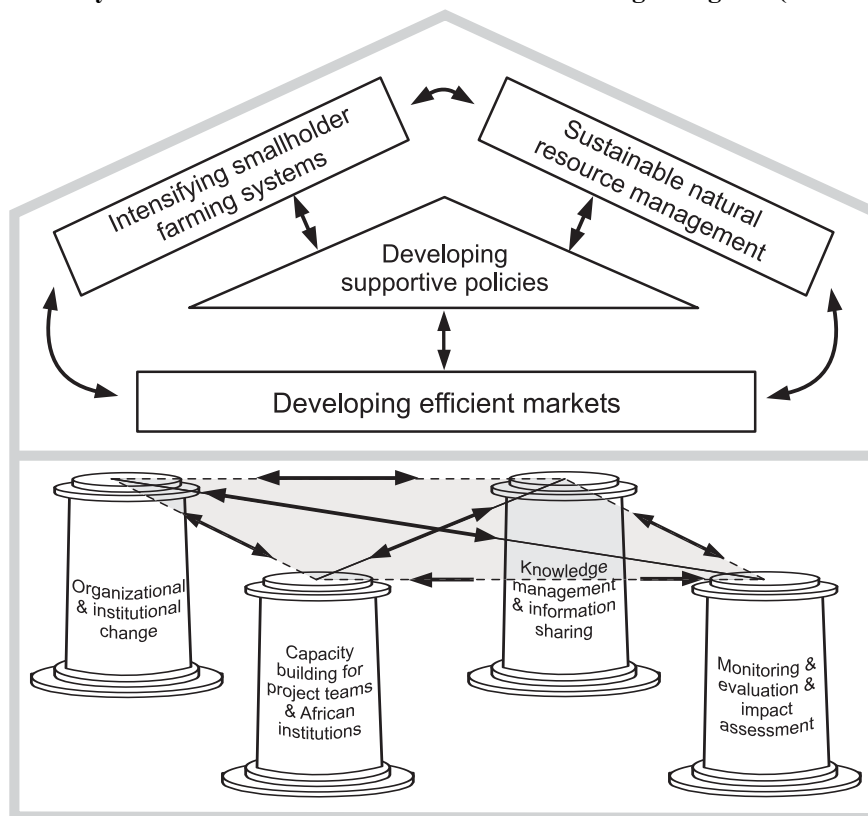 Intensifying smallholder
farming systems
Sustainable natural
resource management
Developing
supportive policies
Developing efficient markets
Organizational
& institutional
change
Capacity
building for
project teams
& African
institutions
Knowledge
management
& information
sharing
Monitoring &
evaluation &
impact
assessment